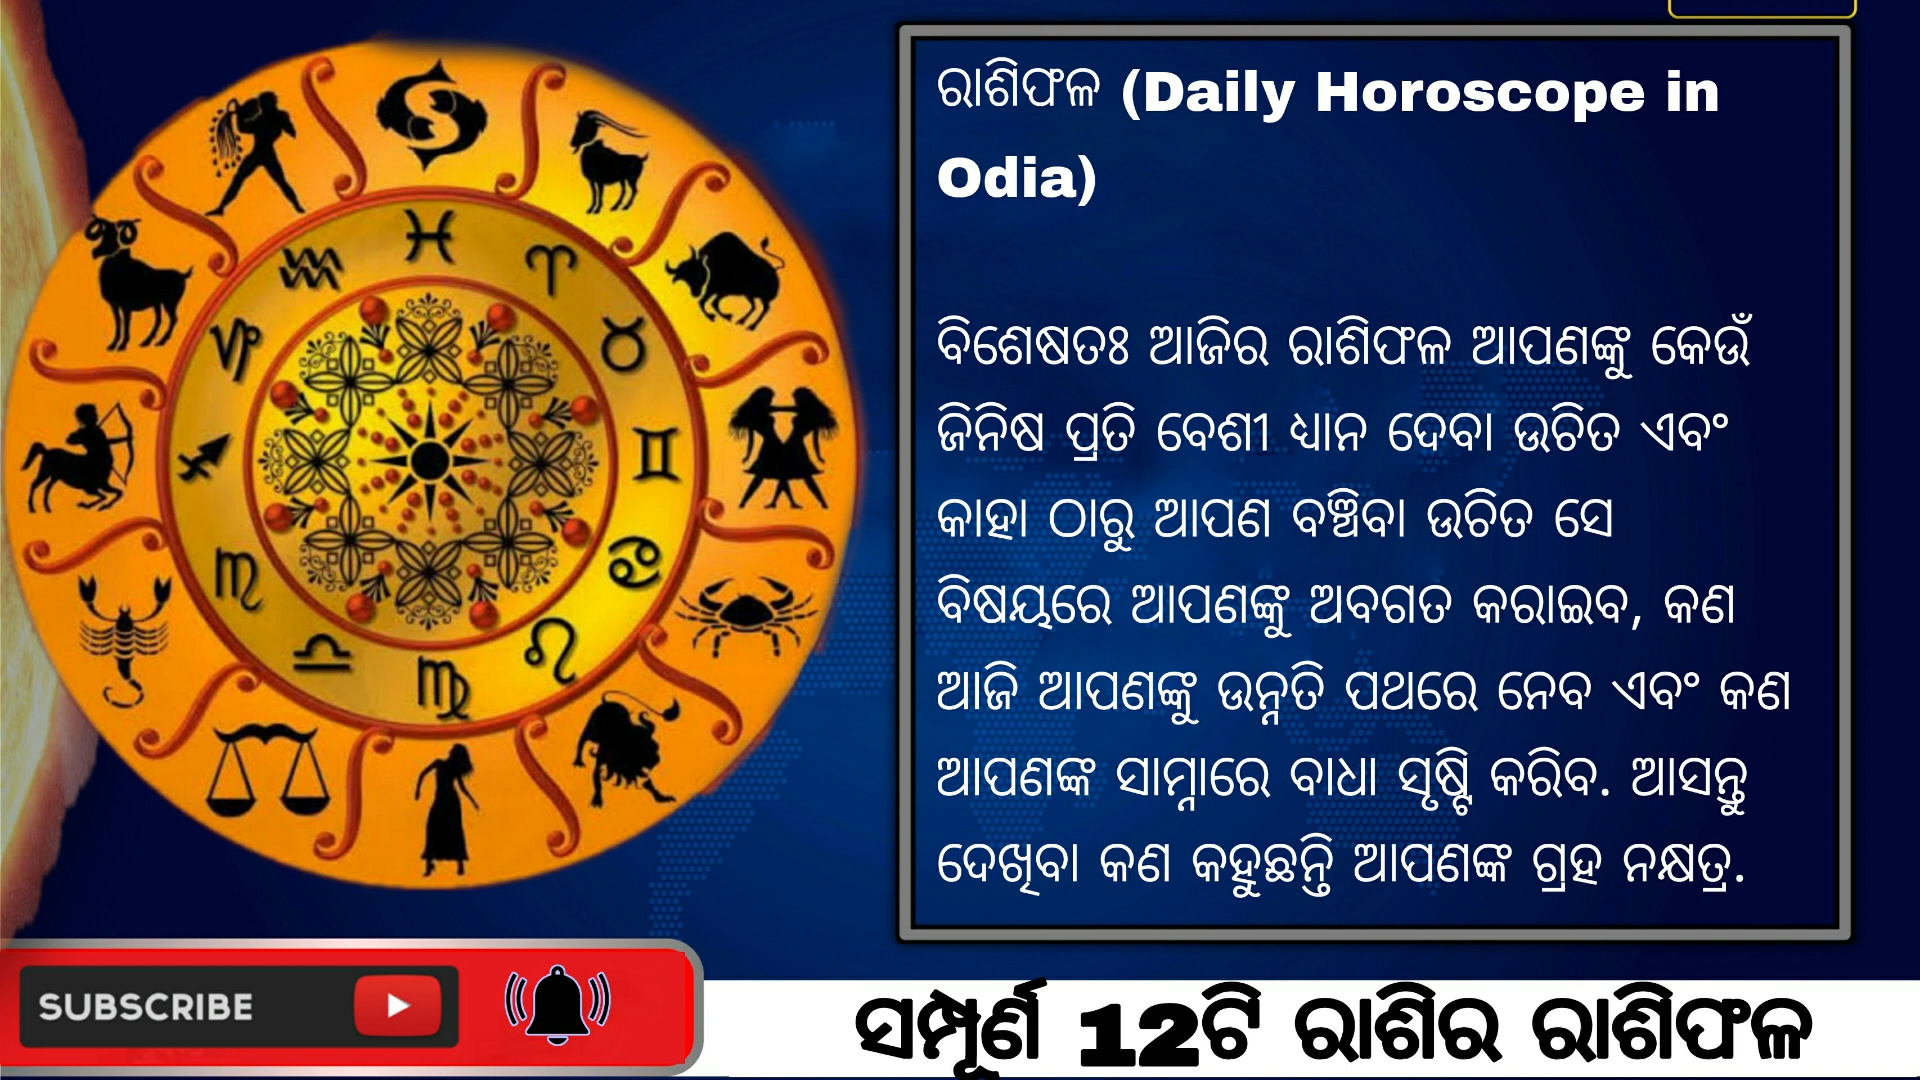 ରାଶିଫଳ (Daily Horoscope in
Odia)
ବିଶେଷତଃ ଆଜିର ରାଶିଫଳ ଆପଣଙ୍କୁ କେଉଁ
ଜିନିଷ ପ୍ରତି ବେଶୀ ଧ୍ୟାନ ଦେବା ଉଚିତ ଏବଂ
କାହା ଠାରୁ ଆପଣ ବଞ୍ଚିବା ଉଚିତ ସେ
ବିଷୟରେ ଆପଣଙ୍କୁ ଅବଗତ କରାଇବ, କଣ
ଆଜି ଆପଣଙ୍କୁ ଉନ୍ନତି ପଥରେ ନେବ ଏବଂ କଣ
ଆପଣଙ୍କ ସାମ୍ନାରେ ବାଧା ସୃଷ୍ଟି କରିବ. ଆସନ୍ତୁ
ଦେଖିବା କଣ କହୁଛନ୍ତି ଆପଣଙ୍କ ଗ୍ରହ ନକ୍ଷତ୍ର.
SUBSCRIBE
ସମ୍ପୂର୍ଣ 12ଟି ରାଶିର ରାଶିଫଳ